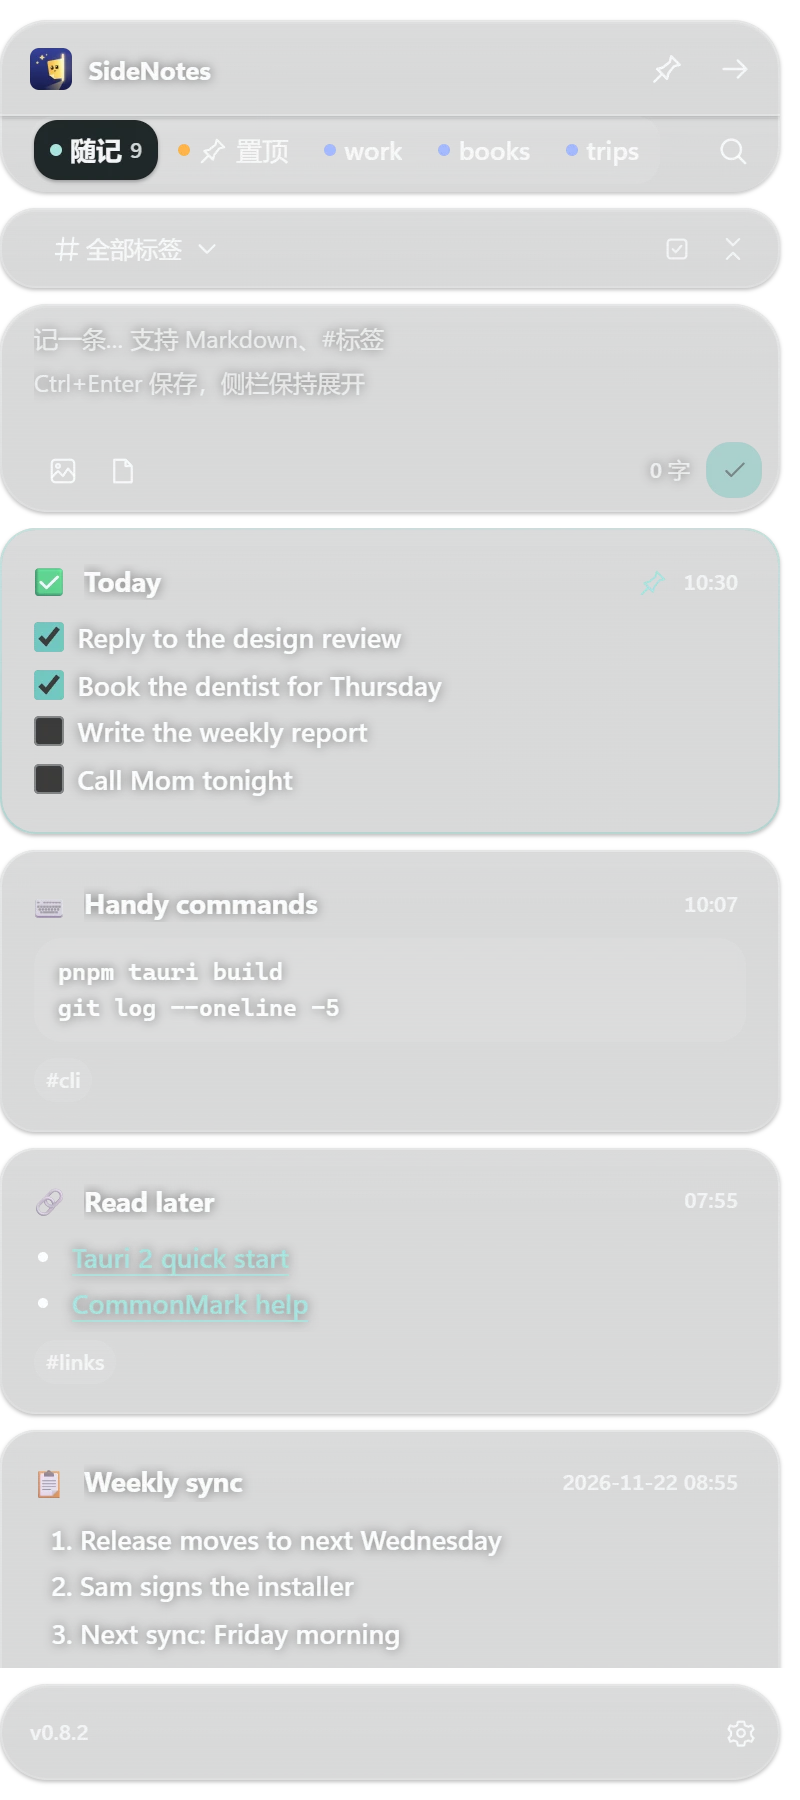 SideNotes
随记 9 置顶 work books trips
# 全部标签
记一条... 支持 Markdown、#标签
Ctrl+Enter 保存，侧栏保持展开
0 字
Today 10:30
Reply to the design review
Book the dentist for Thursday
Write the weekly report
Call Mom tonight
Handy commands 10:07
pnpm tauri build
git log --oneline -5
#cli
Read later 07:55
• Tauri 2 quick start
• CommonMark help
#links
Weekly sync 2026-11-22 08:55
1. Release moves to next Wednesday
2. Sam signs the installer
3. Next sync: Friday morning
v0.8.2